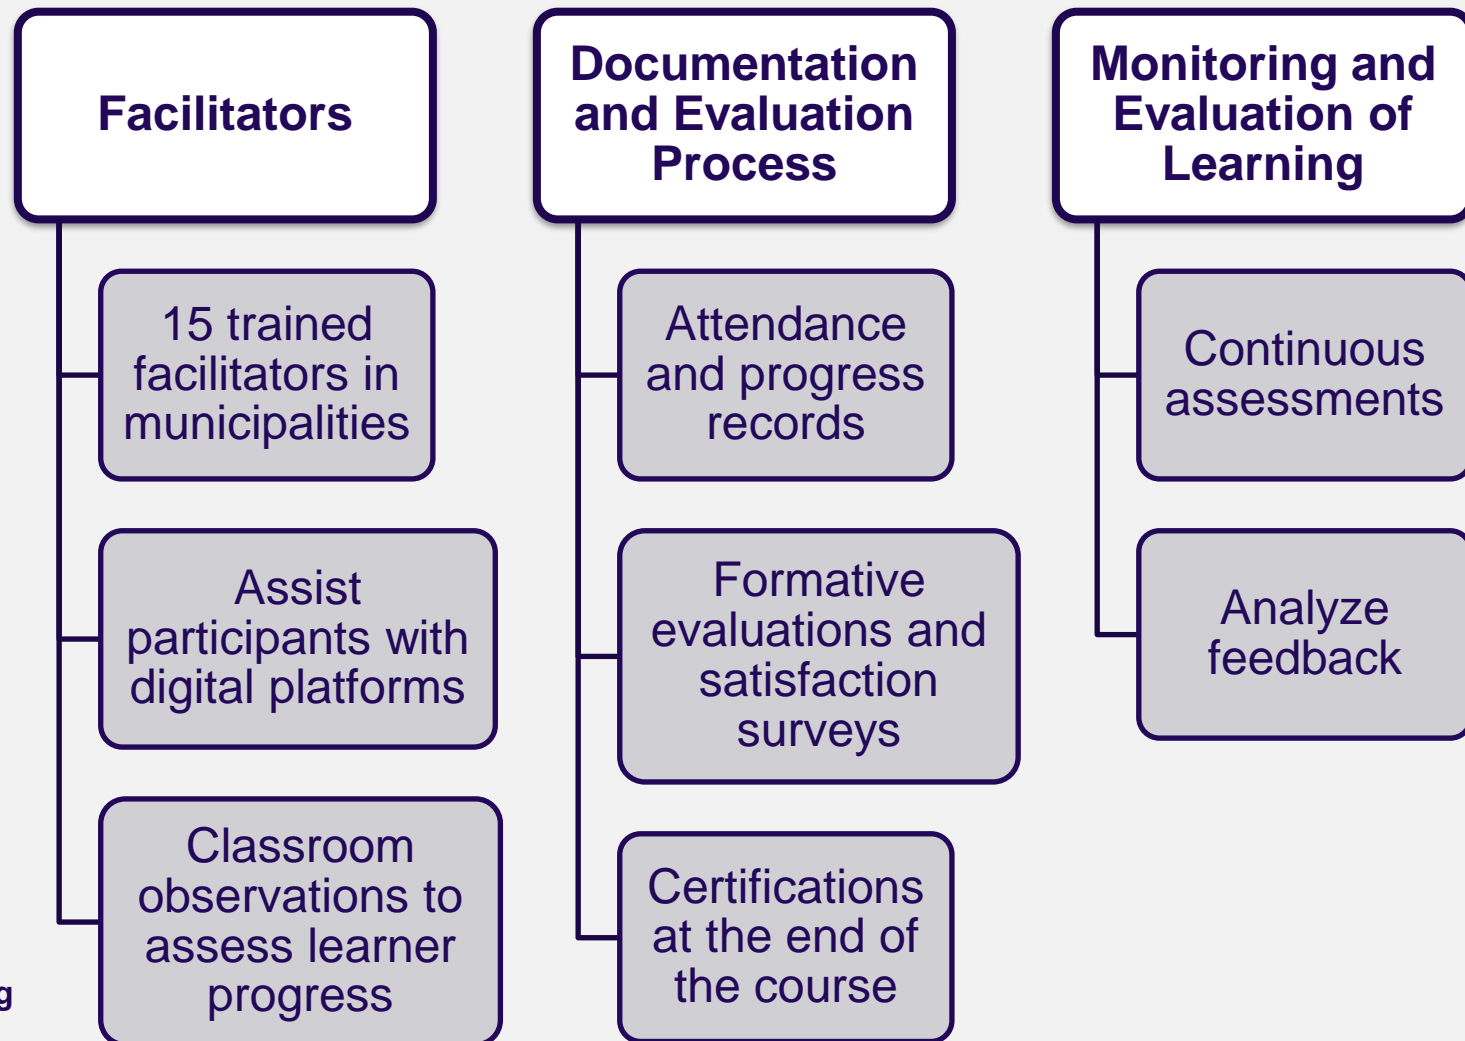 Facilitators
15 trained
facilitators in
municipalities
Assist
participants with
digital platforms
Classroom
observations to
assess learner
progress
Documentation
and Evaluation
Process
Attendance
and progress
records
Formative
evaluations and
satisfaction
surveys
Certifications
at the end of
the course
Monitoring and
Evaluation of
Learning
Continuous
assessments
Analyze
feedback